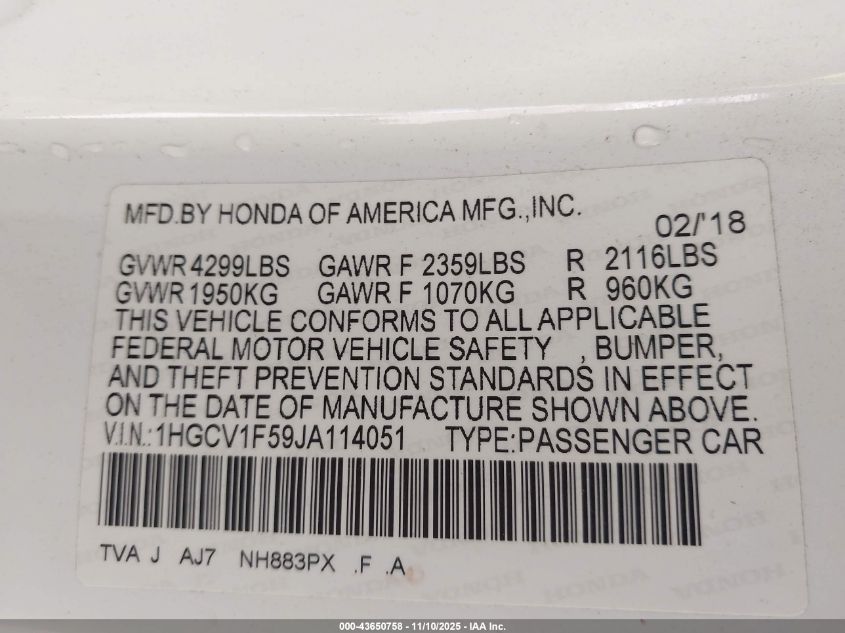 MFD.BY HONDA OF AMERICA MFG.,INC.
02/'18
GVWR 4299LBS GAWR F 2359LBS R 2116LBS
GVWR 1950KG GAWR F 1070KG R 960KG
THIS VEHICLE CONFORMS TO ALL APPLICABLE
FEDERAL MOTOR VEHICLE SAFETY , BUMPER,
AND THEFT PREVENTION STANDARDS IN EFFECT
ON THE DATE OF MANUFACTURE SHOWN ABOVE.
V.I.N.:1HGCV1F59JA114051 TYPE:PASSENGER CAR
TVA J AJ7 NH883PX .F .A
000-43650758 - 11/10/2025 - IAA Inc.